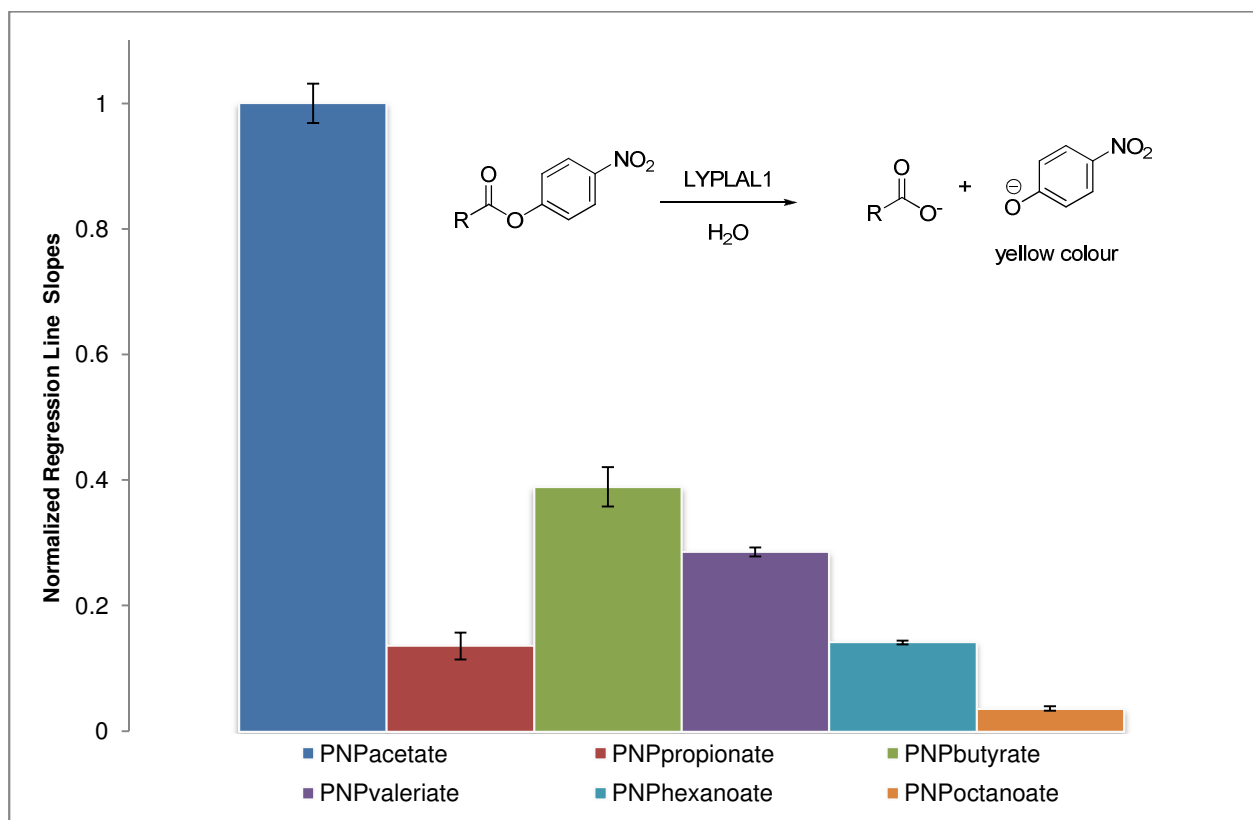 Normalized Regression Line Slopes
1
0.8
0.6
0.4
0.2
0
O
R
O
NO2
LYPLAL1
H2O
O
R
O-
+
⊖
O
NO2
yellow colour
PNPacetate
PNPpropionate
PNPbutyrate
PNPvaleriate
PNPhexanoate
PNPoctanoate